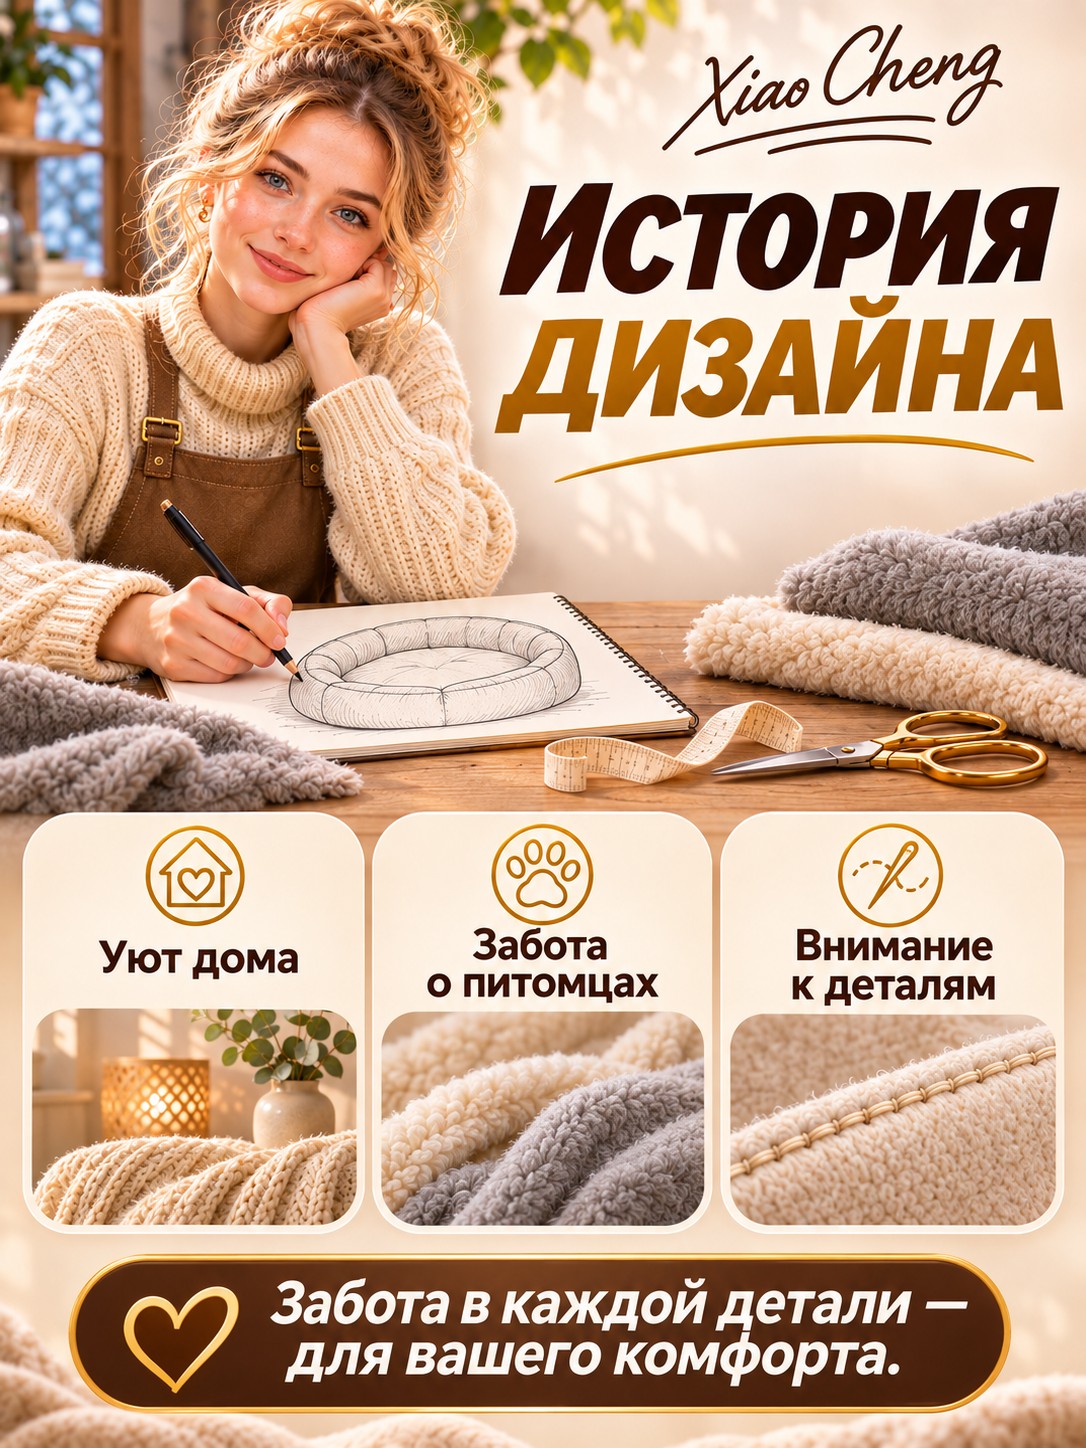 Xiao Cheng
История
дизайна
Уют дома
Забота
о питомцах
Внимание
к деталям
Забота в каждой детали —
для вашего комфорта.